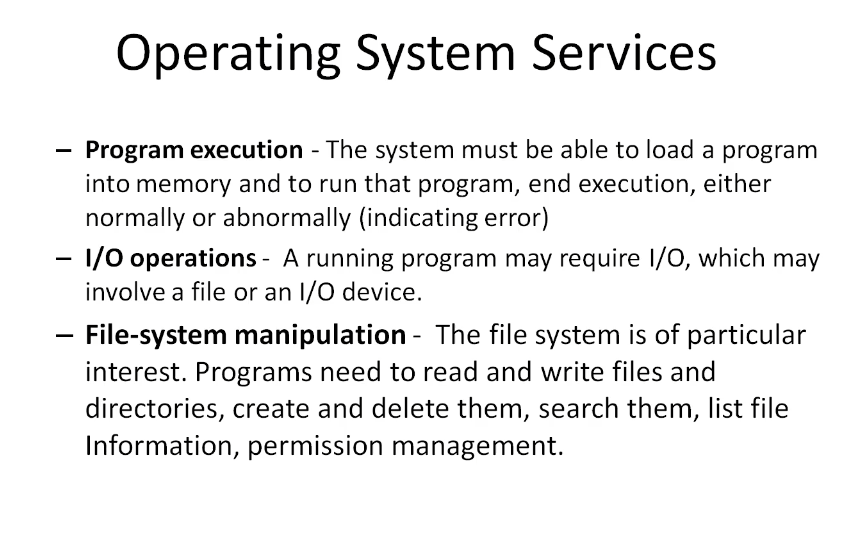 Operating System Services
– Program execution - The system must be able to load a program
into memory and to run that program, end execution, either
normally or abnormally (indicating error)
– I/O operations - A running program may require I/O, which may
involve a file or an I/O device.
– File-system manipulation - The file system is of particular
interest. Programs need to read and write files and
directories, create and delete them, search them, list file
Information, permission management.